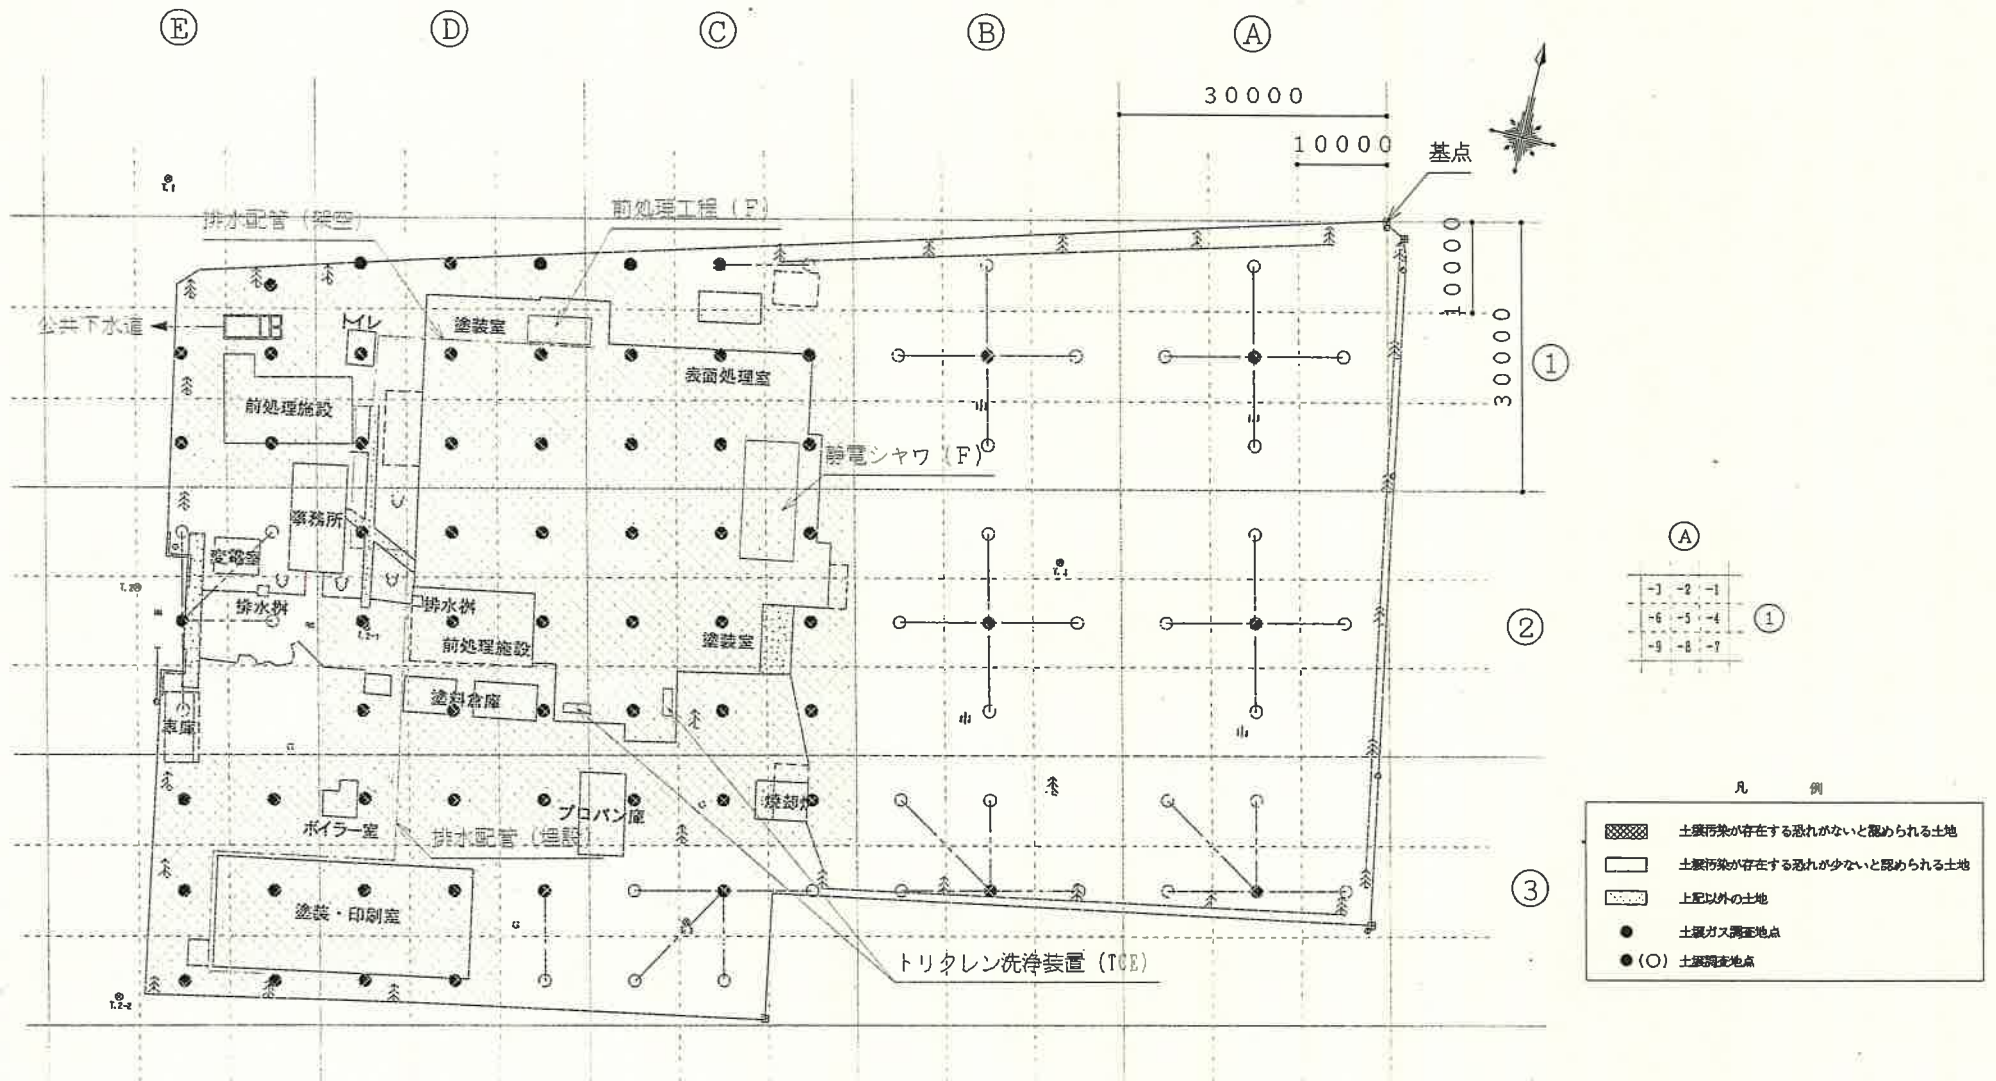 Ⓔ Ⓓ Ⓒ Ⓑ Ⓐ
30000
10000
基点
T.1
排水配管(架空)
前処理工程(F)
10000
30000
公共下水道
トイレ
塗装室
表面処理室
①
前処理施設
静電シャワ(F)
事務所
変電室
T.2
排水桝
T.2-1
排水桝
前処理施設
塗装室
②
塗料倉庫
車庫
ボイラー室
排水配管(埋設)
プロパン庫
焼却炉
③
塗装・印刷室
トリクレン洗浄装置(TCE)
T.2-2
Ⓐ
-3 -2 -1
-6 -5 -4
-9 -8 -7
①
凡 例
土壌汚染が存在する恐れがないと認められる土地
土壌汚染が存在する恐れが少ないと認められる土地
上記以外の土地
● 土壌ガス調査地点
●(○) 土壌調査地点